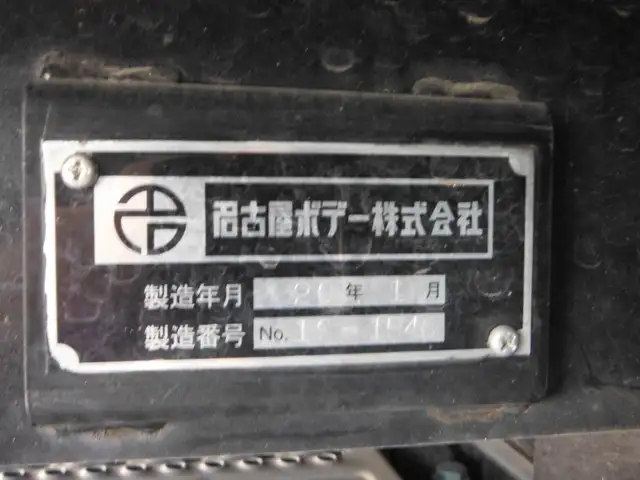 名古屋ボデー株式会社
製造年月 年 月
製造番号 No.